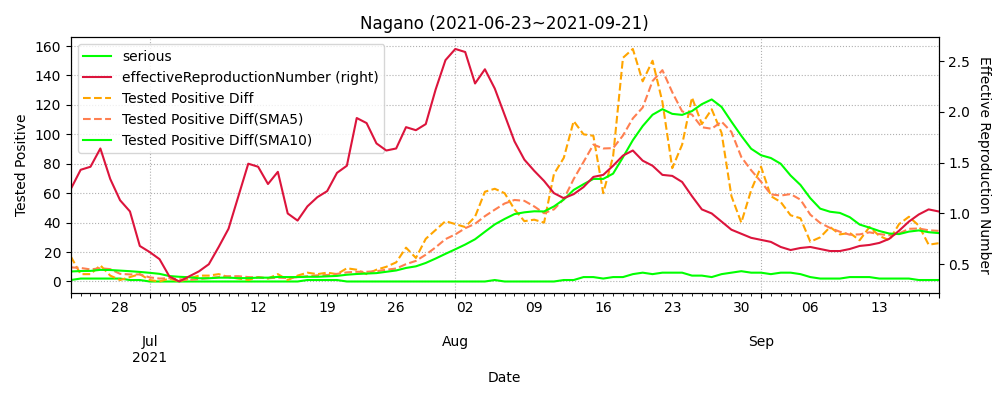 Nagano (2021-06-23~2021-09-21)
serious
effectiveReproductionNumber (right)
Tested Positive Diff
Tested Positive Diff(SMA5)
Tested Positive Diff(SMA10)
Tested Positive
160
140
120
100
80
60
40
20
0
2.5
2.0
1.5
1.0
0.5
Effective Reproduction Number
28 05 12 19 26 02 09 16 23 30 06 13
Jul Aug Sep
2021
Date